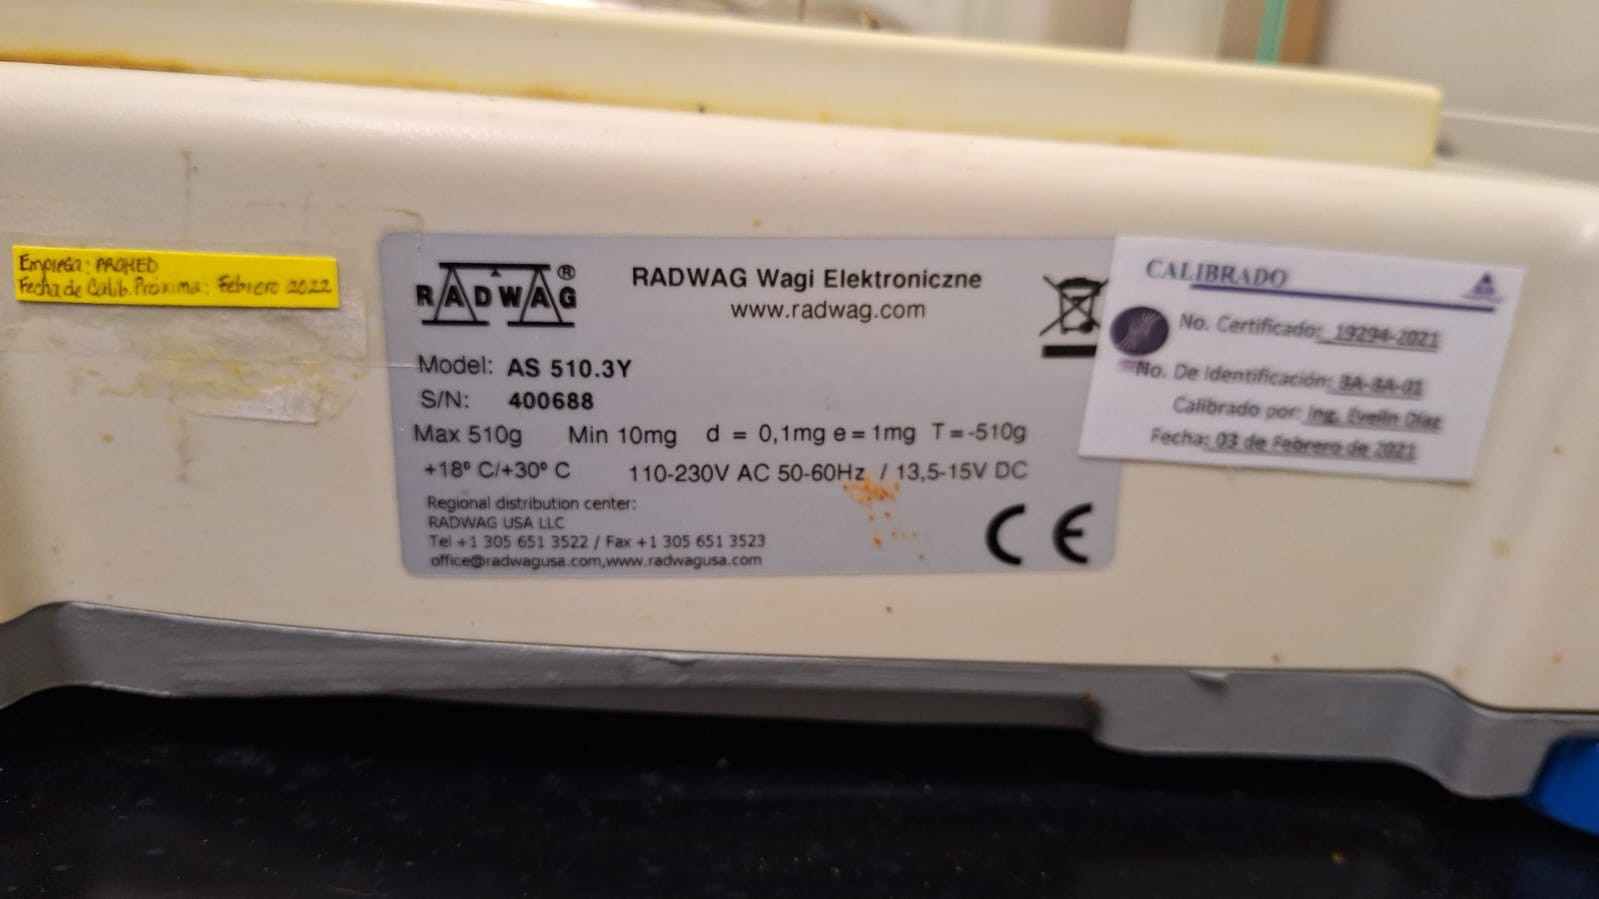 Empresa: PROMED
Fecha de Calib. Próxima: Febrero 2022
RADWAG®
RADWAG Wagi Elektroniczne
www.radwag.com
Model: AS 510.3Y
S/N: 400688
Max 510g Min 10mg d = 0,1mg e = 1mg T = -510g
+18º C/+30º C 110-230V AC 50-60Hz / 13,5-15V DC
Regional distribution center:
RADWAG USA LLC
Tel +1 305 651 3522 / Fax +1 305 651 3523
office@radwagusa.com,www.radwagusa.com
CE
CALIBRADO
No. Certificado: 19294-2021
No. De Identificación: BA-BA-01
Calibrado por: Ing. Evelin Díaz
Fecha: 03 de Febrero de 2021